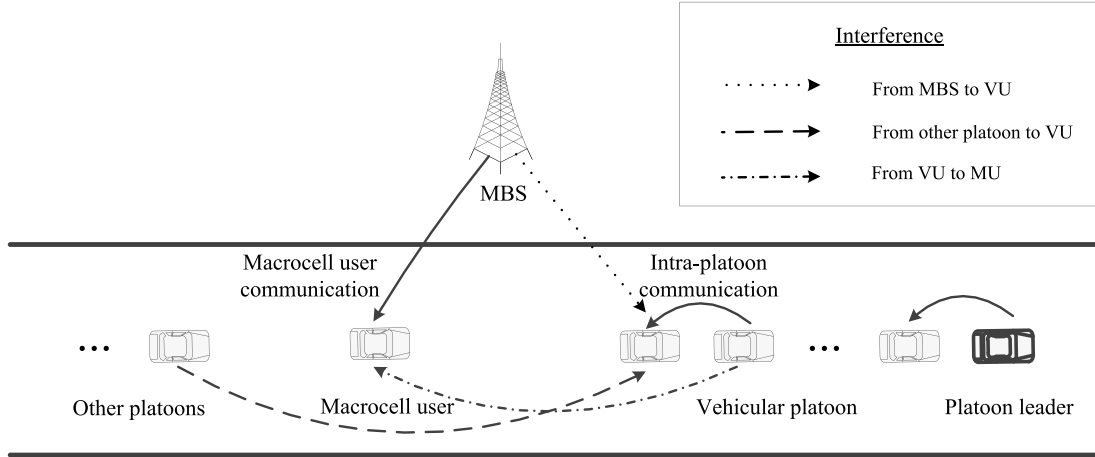 Interference
From MBS to VU
From other platoon to VU
From VU to MU
MBS
Macrocell user
communication
Intra-platoon
communication
...
...
Other platoons
Macrocell user
Vehicular platoon
Platoon leader